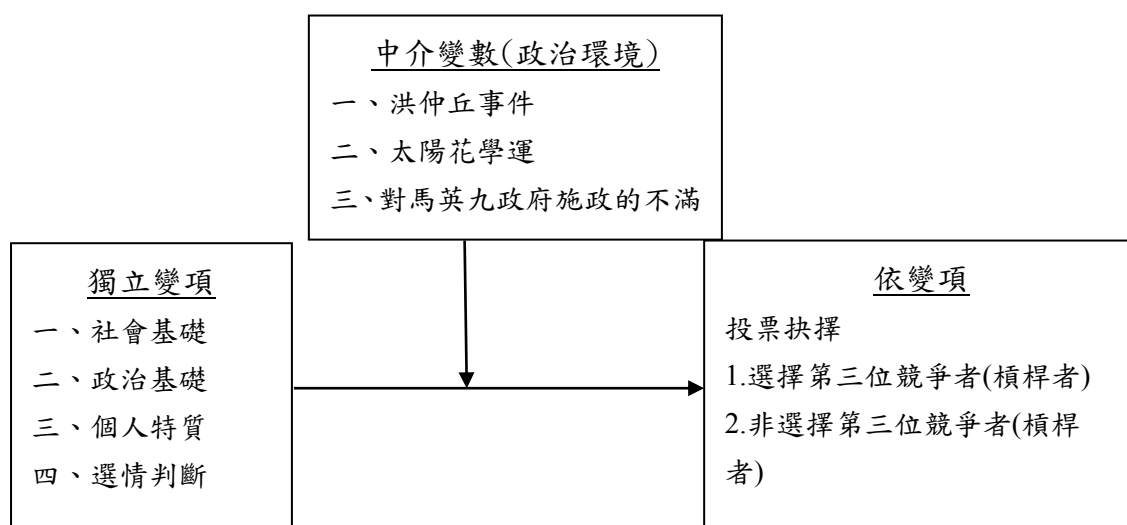 中介變數(政治環境)
一、洪仲丘事件
二、太陽花學運
三、對馬英九政府施政的不滿
獨立變項
一、社會基礎
二、政治基礎
三、個人特質
四、選情判斷
依變項
投票抉擇
1.選擇第三位競爭者(槓桿者)
2.非選擇第三位競爭者(槓桿
者)